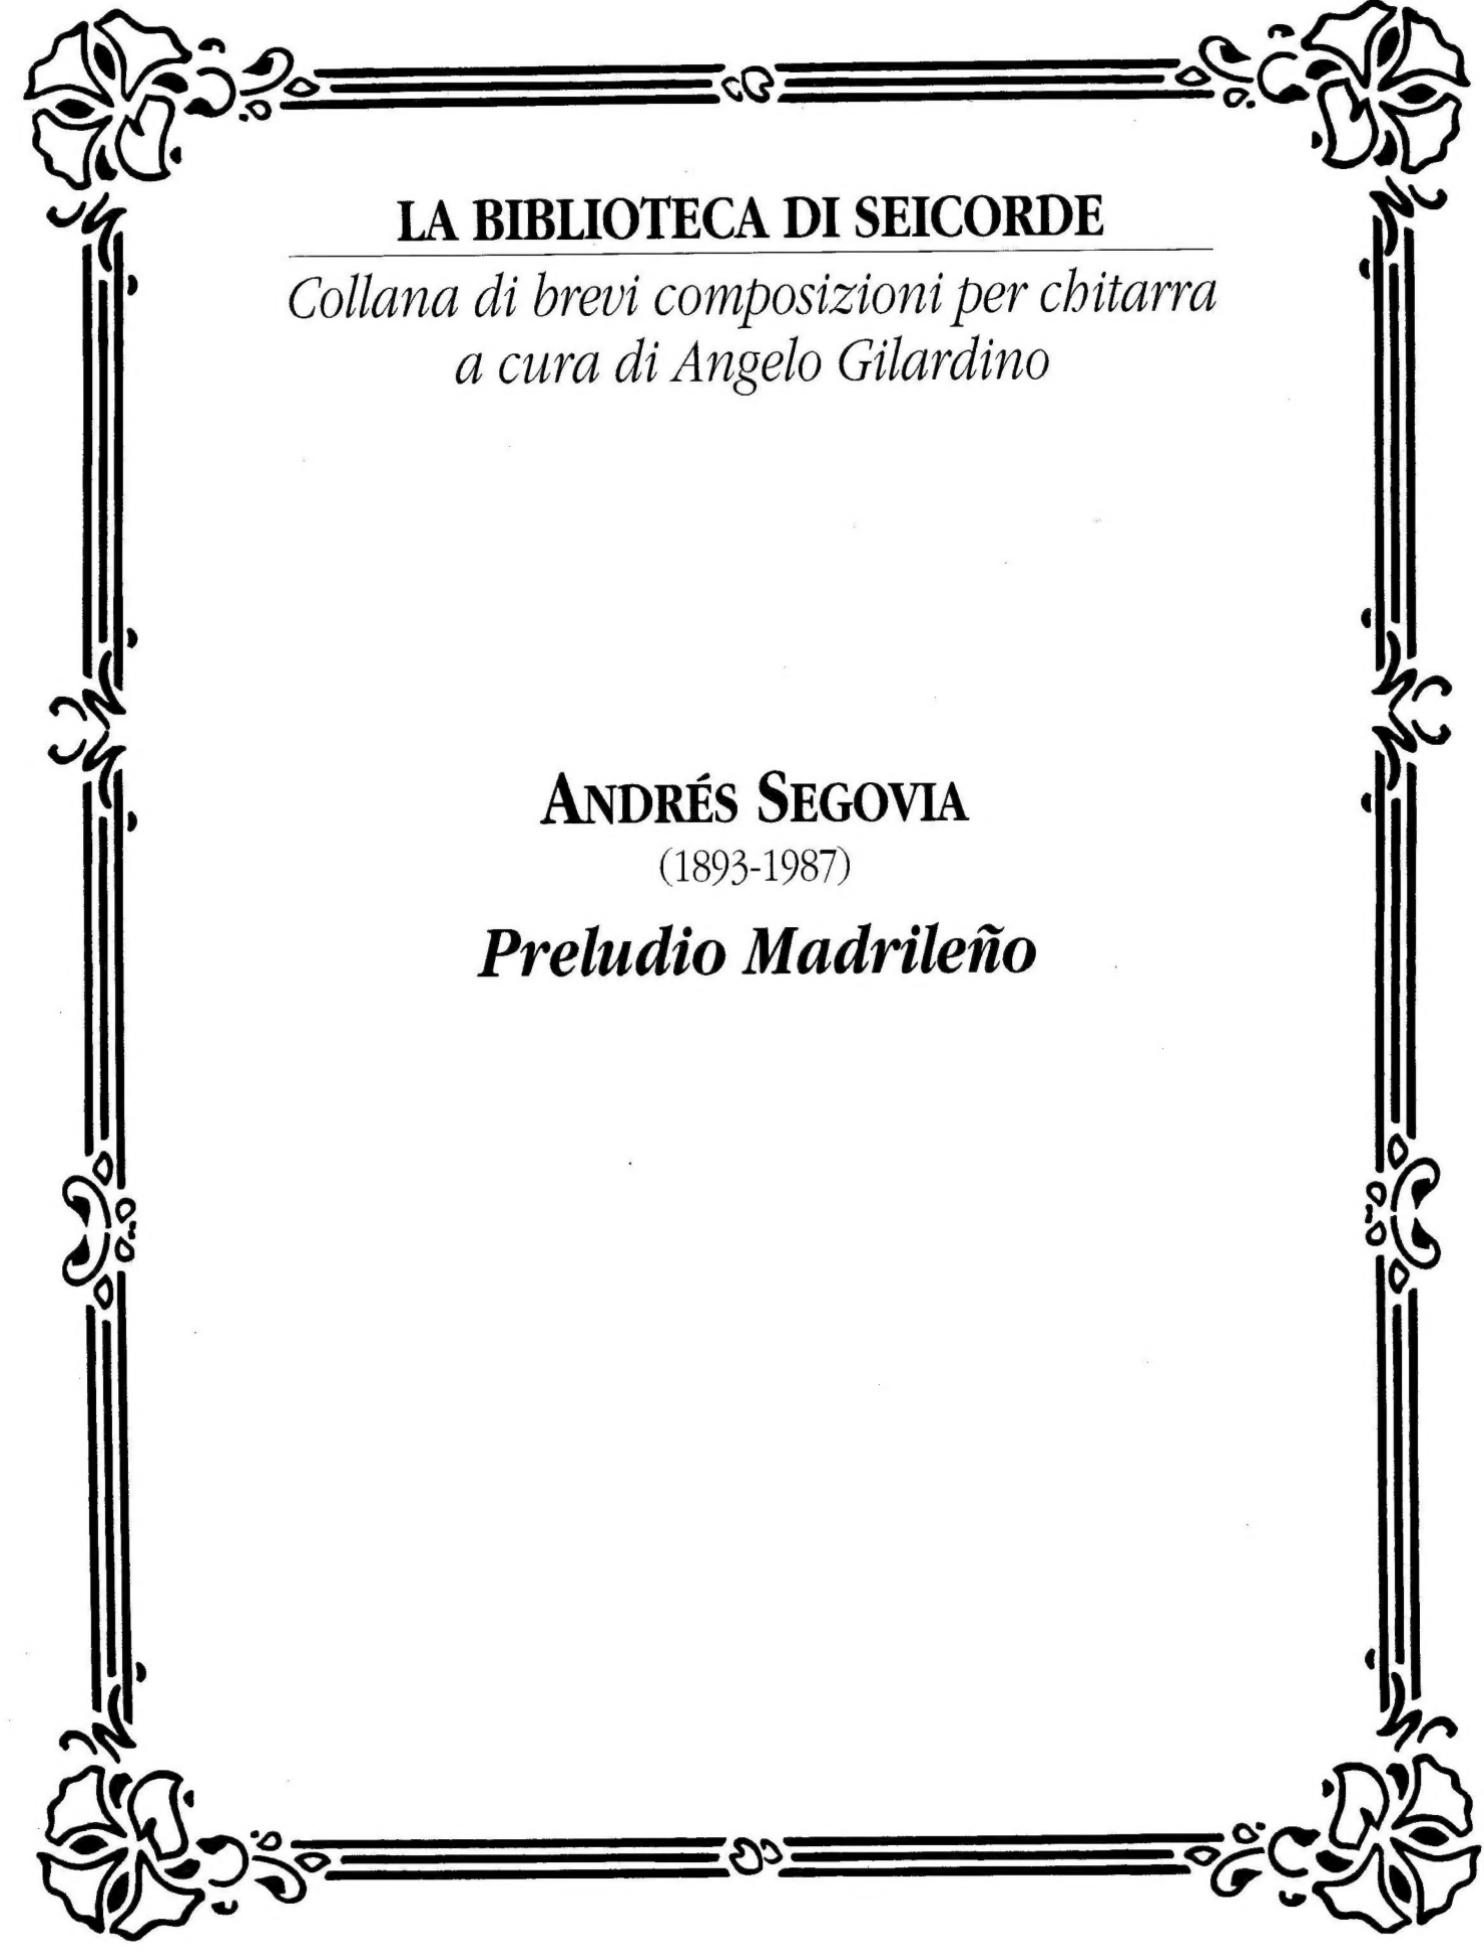 LA BIBLIOTECA DI SEICORDE
Collana di brevi composizioni per chitarra
a cura di Angelo Gilardino
ANDRÉS SEGOVIA
(1893-1987)
Preludio Madrileño